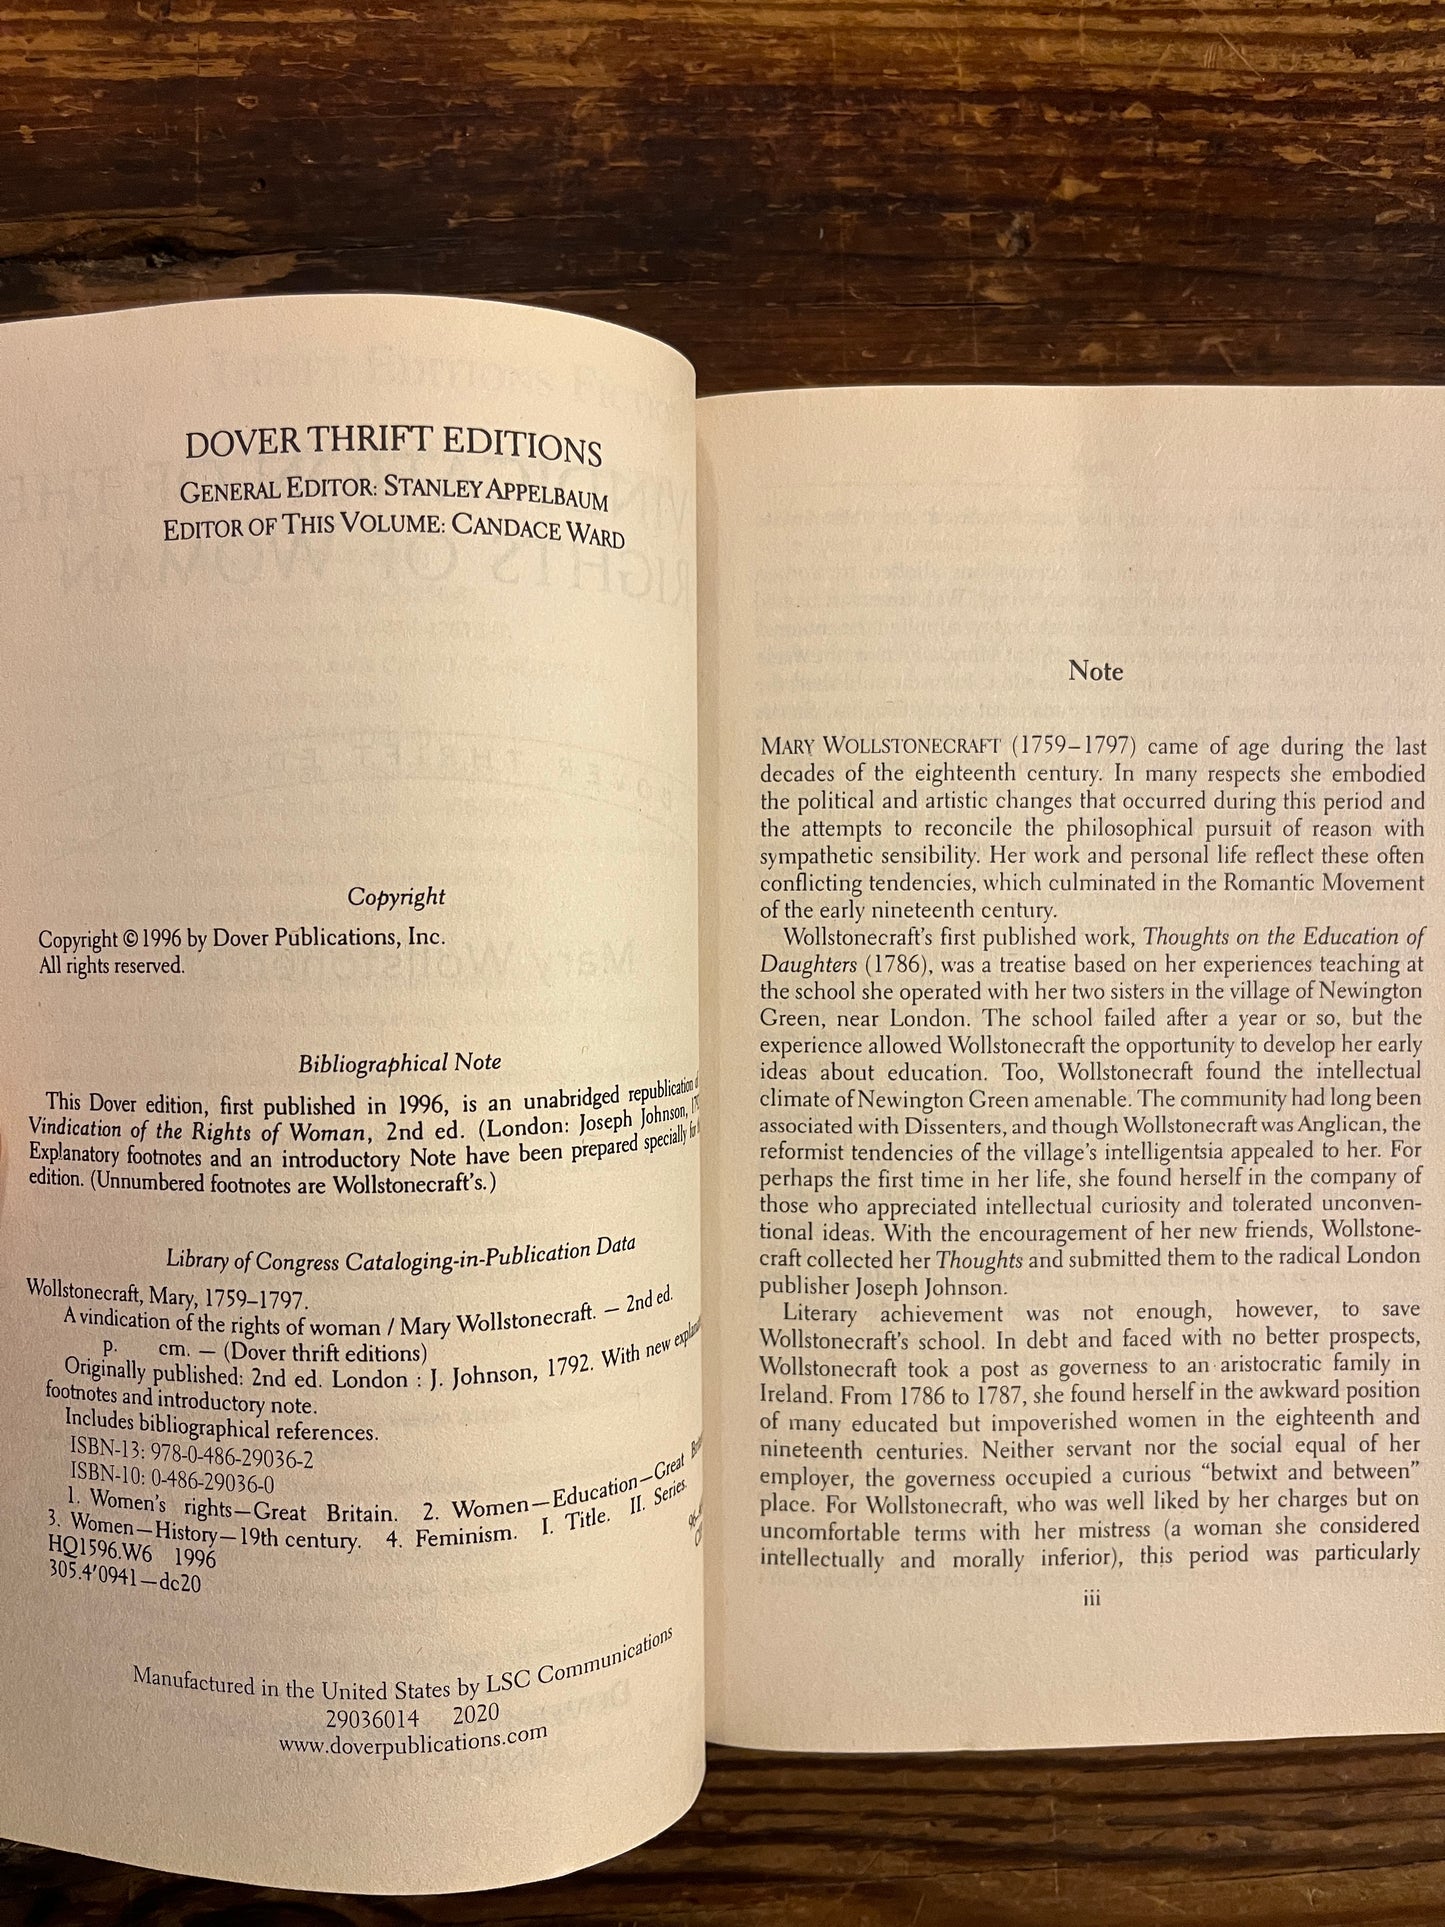 DOVER THRIFT EDITIONS
GENERAL EDITOR: STANLEY APPELBAUM
EDITOR OF THIS VOLUME: CANDACE WARD
Copyright
Copyright © 1996 by Dover Publications, Inc.
All rights reserved.
Bibliographical Note
This Dover edition, first published in 1996, is an unabridged republication
Vindication of the Rights of Woman, 2nd ed. (London: Joseph Johnson,
Explanatory footnotes and an introductory Note have been prepared specially for
edition. (Unnumbered footnotes are Wollstonecraft's.)
Library of Congress Cataloging-in-Publication Data
Wollstonecraft, Mary, 1759–1797.
A vindication of the rights of woman / Mary Wollstonecraft. — 2nd ed.
p. cm. — (Dover thrift editions)
Originally published: 2nd ed. London : J. Johnson, 1792. With new
footnotes and introductory note.
Includes bibliographical references.
ISBN-13: 978-0-486-29036-2
ISBN-10: 0-486-29036-0
1. Women's rights—Great Britain. 2. Women—Education—Great
3. Women—History—19th century. 4. Feminism. I. Title. II. Series.
HQ1596.W6 1996
305.4'0941—dc20
Manufactured in the United States by LSC Communications
29036014 2020
www.doverpublications.com
Note
MARY WOLLSTONECRAFT (1759–1797) came of age during the last
decades of the eighteenth century. In many respects she embodied
the political and artistic changes that occurred during this period and
the attempts to reconcile the philosophical pursuit of reason with
sympathetic sensibility. Her work and personal life reflect these often
conflicting tendencies, which culminated in the Romantic Movement
of the early nineteenth century.
Wollstonecraft's first published work, Thoughts on the Education of
Daughters (1786), was a treatise based on her experiences teaching at
the school she operated with her two sisters in the village of Newington
Green, near London. The school failed after a year or so, but the
experience allowed Wollstonecraft the opportunity to develop her early
ideas about education. Too, Wollstonecraft found the intellectual
climate of Newington Green amenable. The community had long been
associated with Dissenters, and though Wollstonecraft was Anglican, the
reformist tendencies of the village's intelligentsia appealed to her. For
perhaps the first time in her life, she found herself in the company of
those who appreciated intellectual curiosity and tolerated unconven-
tional ideas. With the encouragement of her new friends, Wollstone-
craft collected her Thoughts and submitted them to the radical London
publisher Joseph Johnson.
Literary achievement was not enough, however, to save
Wollstonecraft's school. In debt and faced with no better prospects,
Wollstonecraft took a post as governess to an aristocratic family in
Ireland. From 1786 to 1787, she found herself in the awkward position
of many educated but impoverished women in the eighteenth and
nineteenth centuries. Neither servant nor the social equal of her
employer, the governess occupied a curious "betwixt and between"
place. For Wollstonecraft, who was well liked by her charges but on
uncomfortable terms with her mistress (a woman she considered
intellectually and morally inferior), this period was particularly
iii